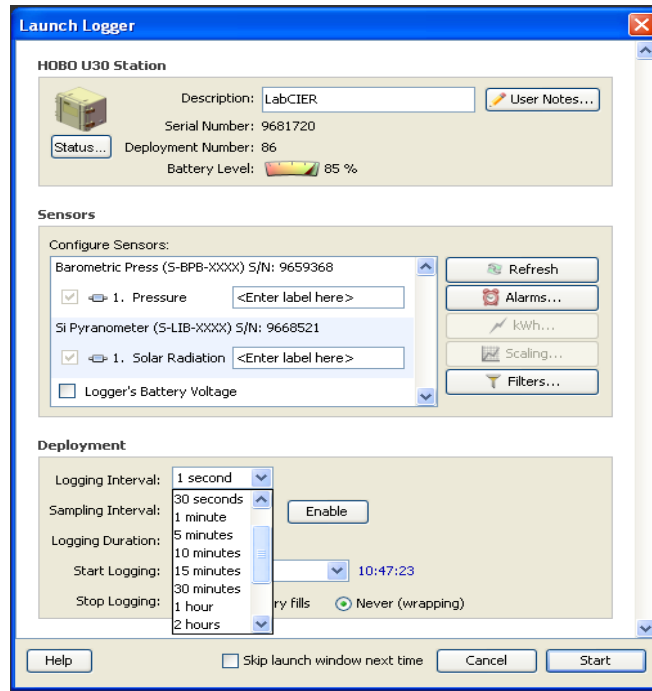 Launch Logger
HOBO U30 Station
Description: LabCIER User Notes...
Serial Number: 9681720
Status... Deployment Number: 86
Battery Level: 85 %
Sensors
Configure Sensors:
Barometric Press (S-BPB-XXXX) S/N: 9659368
1. Pressure <Enter label here>
Si Pyranometer (S-LIB-XXXX) S/N: 9668521
1. Solar Radiation <Enter label here>
Logger's Battery Voltage
Refresh
Alarms...
kWh...
Scaling...
Filters...
Deployment
Logging Interval: 1 second
30 seconds
1 minute
5 minutes
10 minutes
15 minutes
30 minutes
1 hour
2 hours
Sampling Interval: Enable
Logging Duration:
Start Logging: 10:47:23
Stop Logging: ry fills Never (wrapping)
Help Skip launch window next time Cancel Start